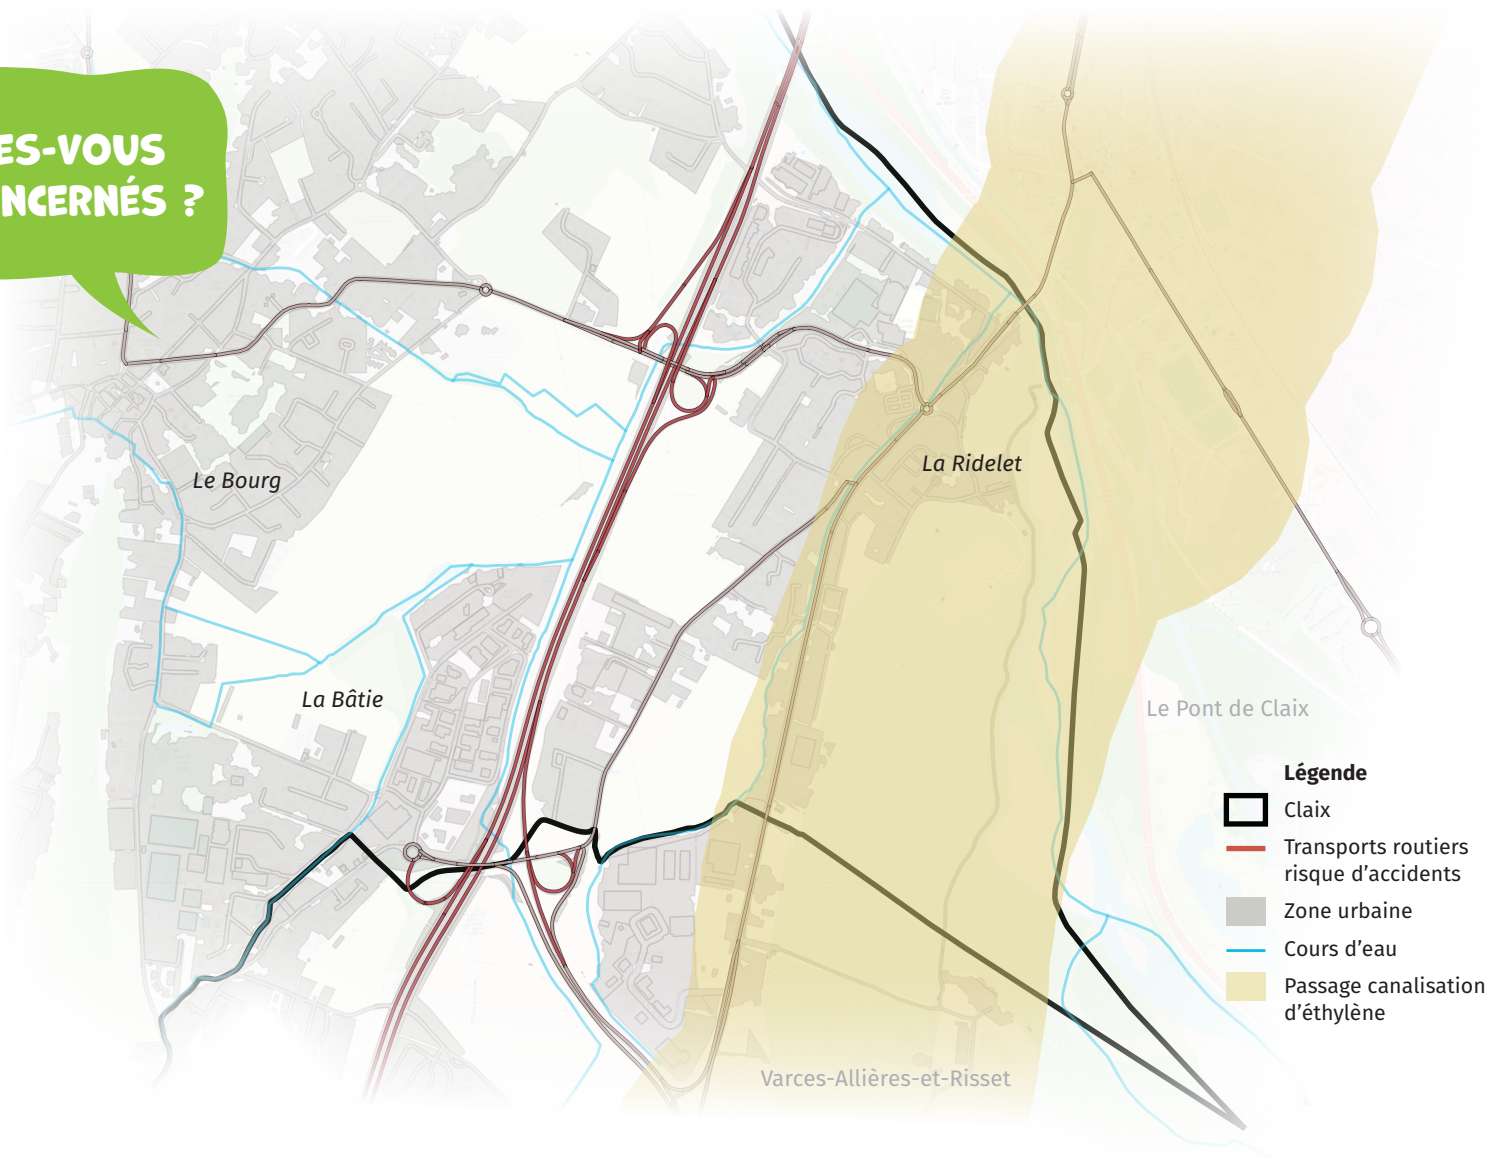 ES-VOUS
NCERNÉS ?
Le Bourg
La Ridelet
La Bâtie
Le Pont de Claix
Légende
Claix
Transports routiers
risque d'accidents
Zone urbaine
Cours d'eau
Passage canalisation
d'éthylène
Varces-Allières-et-Risset